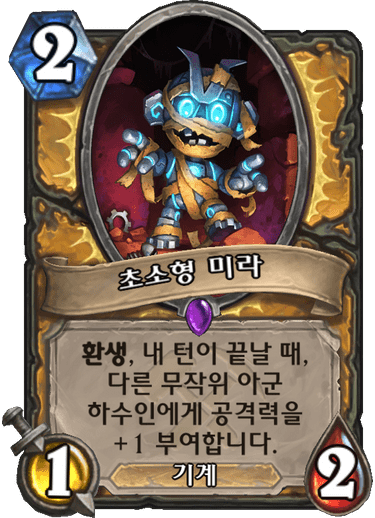 2
초소형 미라
환생, 내 턴이 끝날 때,
다른 무작위 아군
하수인에게 공격력을
+1 부여합니다.
1
기계
2